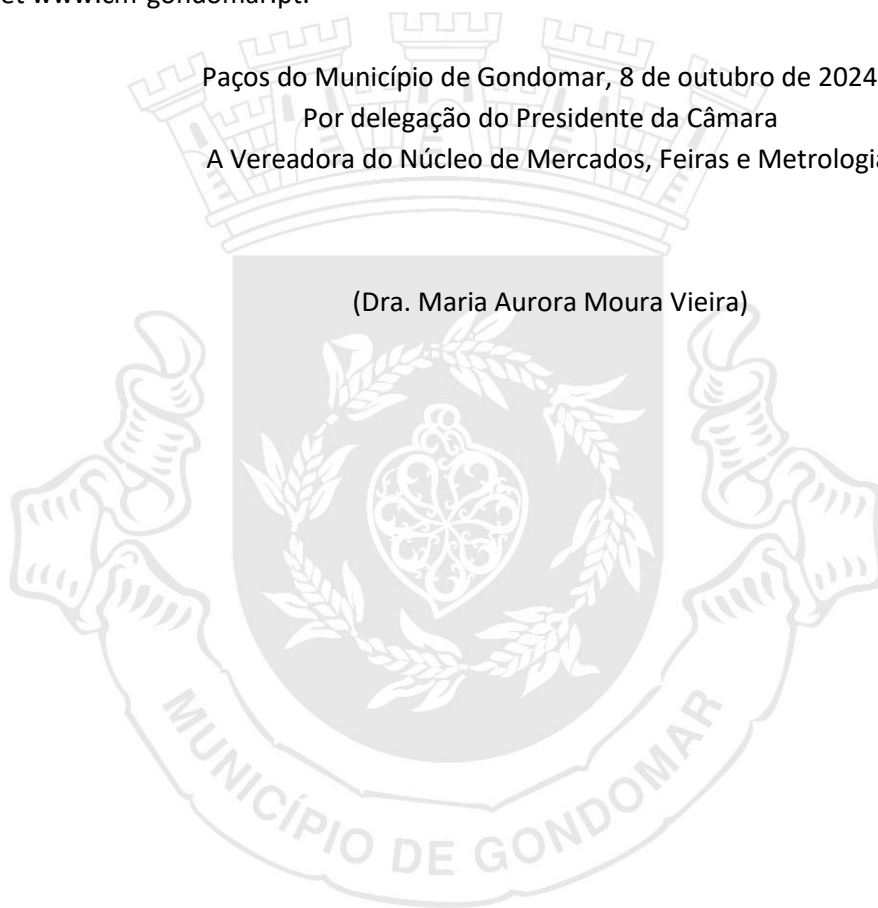 Paços do Município de Gondomar, 8 de outubro de 2024
Por delegação do Presidente da Câmara
A Vereadora do Núcleo de Mercados, Feiras e Metrologia
(Dra. Maria Aurora Moura Vieira)
MUNICÍPIO DE GONDOMAR